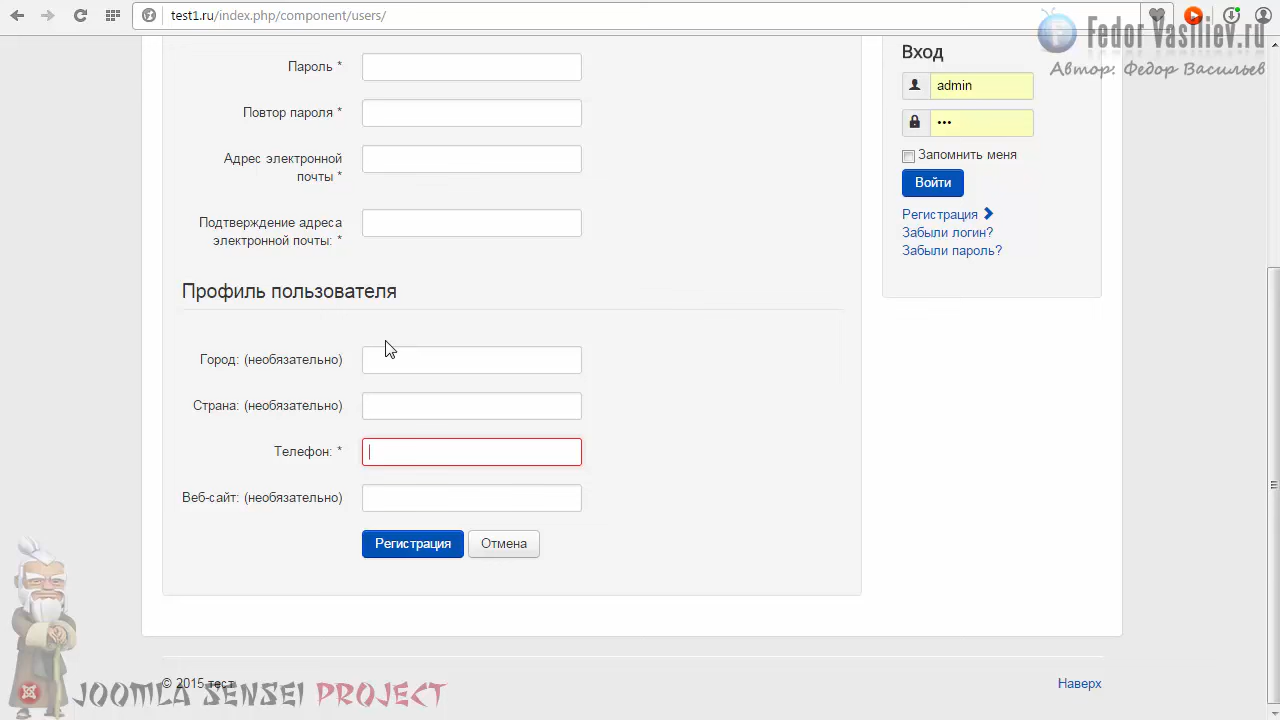 test1.ru/index.php/component/users/
Fedor Vasiliev.ru
Автор: Федор Васильев
Пароль *
Повтор пароля *
Адрес электронной
почты *
Подтверждение адреса
электронной почты: *
Профиль пользователя
Город: (необязательно)
Страна: (необязательно)
Телефон: *
Веб-сайт: (необязательно)
Регистрация
Отмена
Вход
admin
•••
Запомнить меня
Войти
Регистрация
Забыли логин?
Забыли пароль?
© 2015 тест
Наверх
JOOMLA SENSEI PROJECT